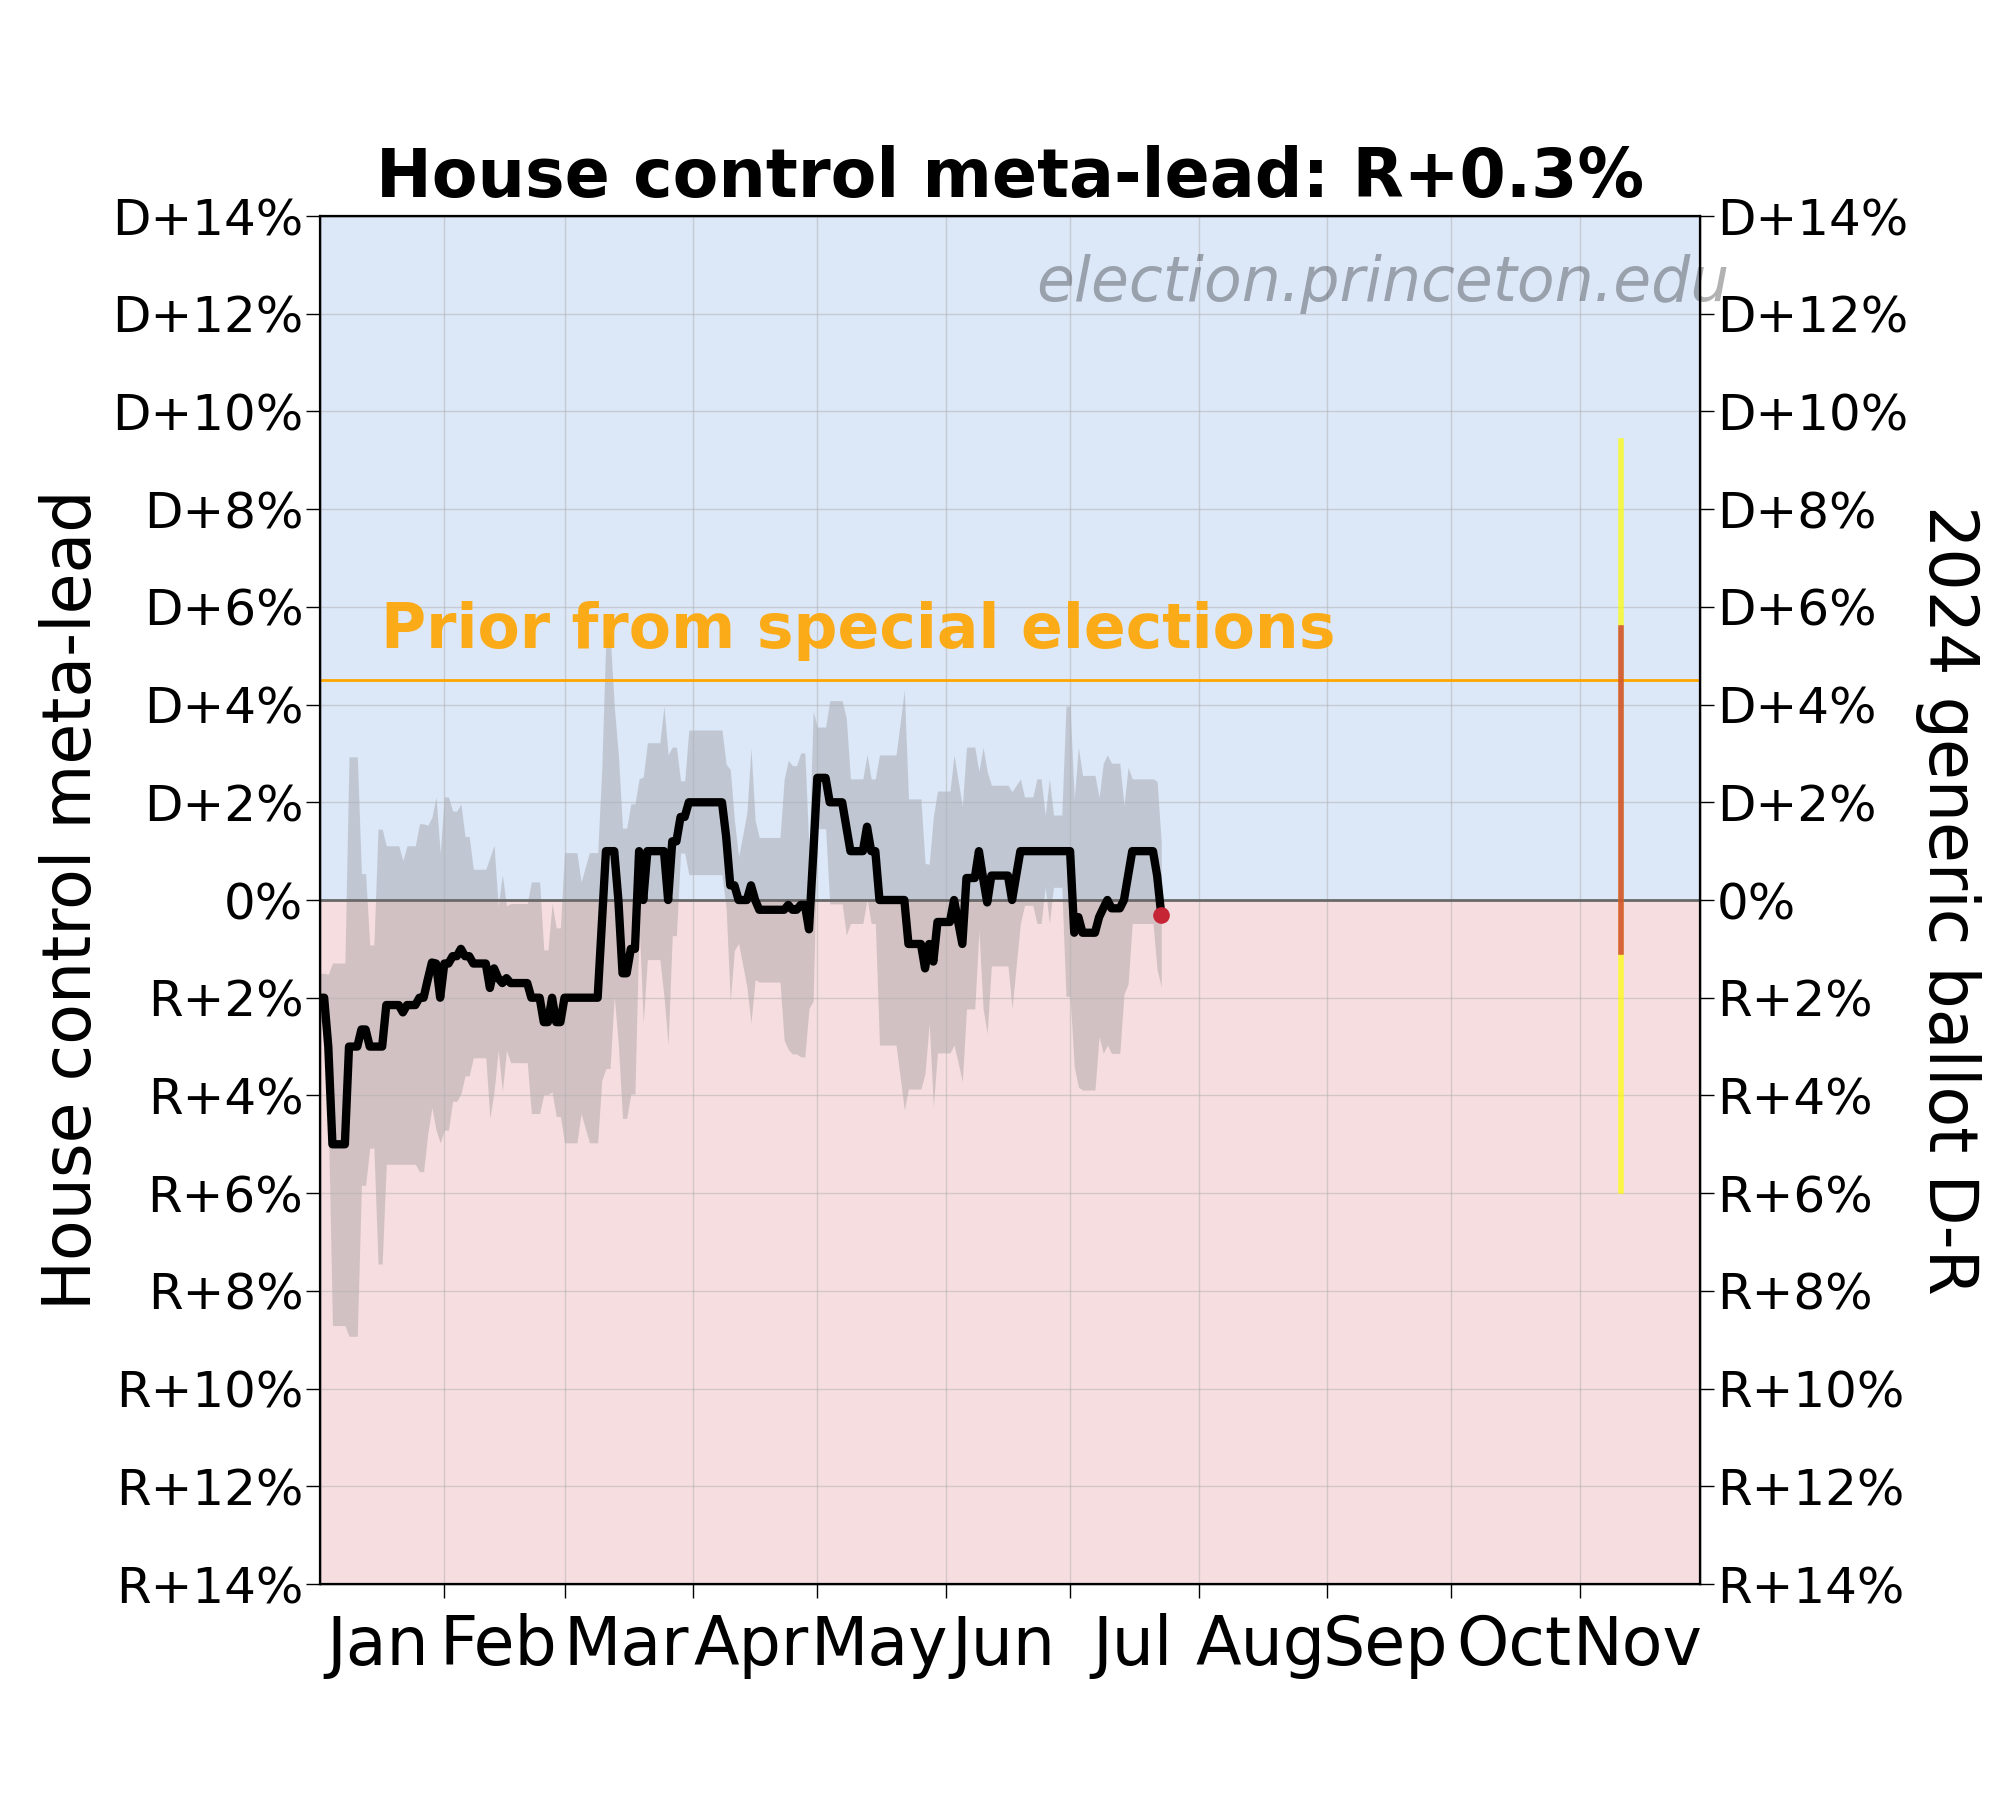 House control meta-lead: R+0.3%
election.princeton.edu
Prior from special elections
House control meta-lead
D+14%
D+12%
D+10%
D+8%
D+6%
D+4%
D+2%
0%
R+2%
R+4%
R+6%
R+8%
R+10%
R+12%
R+14%
D+14%
D+12%
D+10%
D+8%
D+6%
D+4%
D+2%
0%
R+2%
R+4%
R+6%
R+8%
R+10%
R+12%
R+14%
2024 generic ballot D-R
Jan Feb Mar Apr May Jun Jul Aug Sep Oct Nov